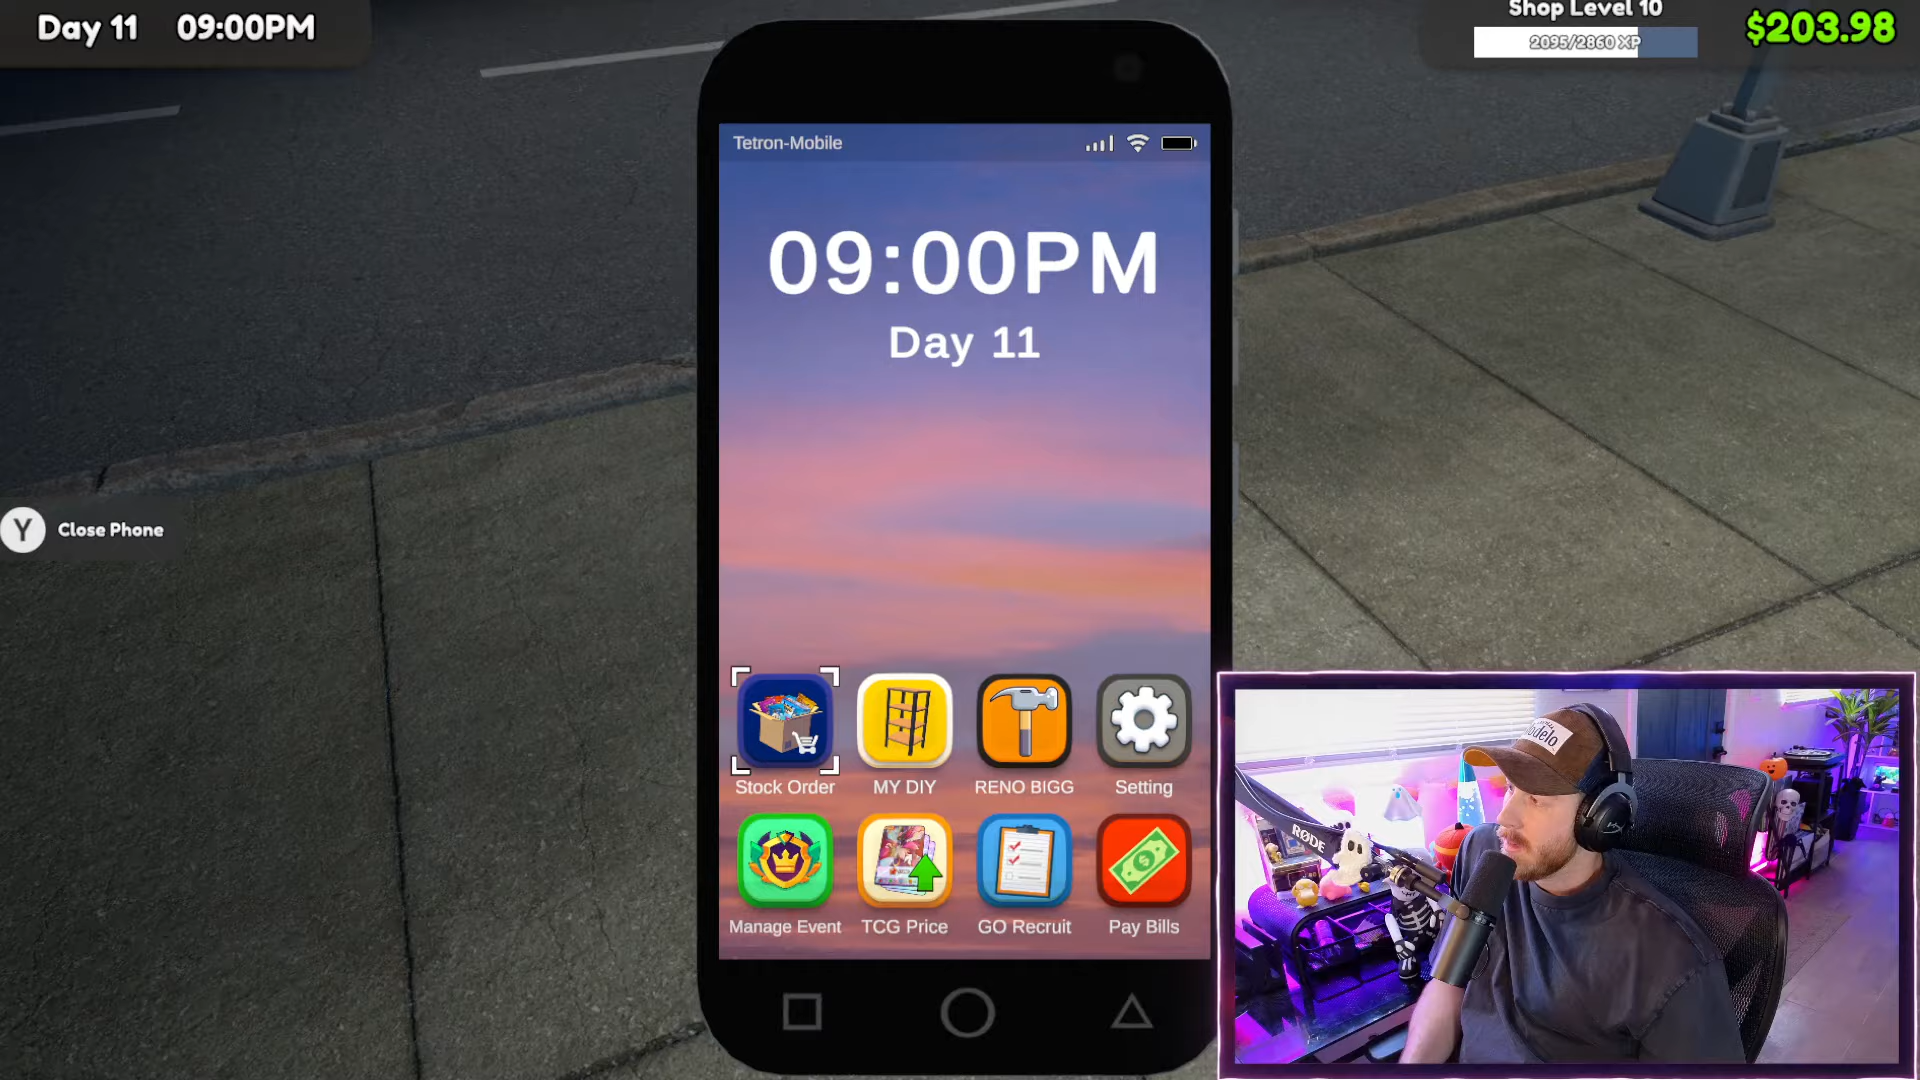 Day 11 09:00PM
Shop Level 10
2095/2860 XP
$203.98
Tetron-Mobile
09:00PM
Day 11
Y Close Phone
Stock Order MY DIY RENO BIGG Setting
Manage Event TCG Price GO Recruit Pay Bills
RØDE